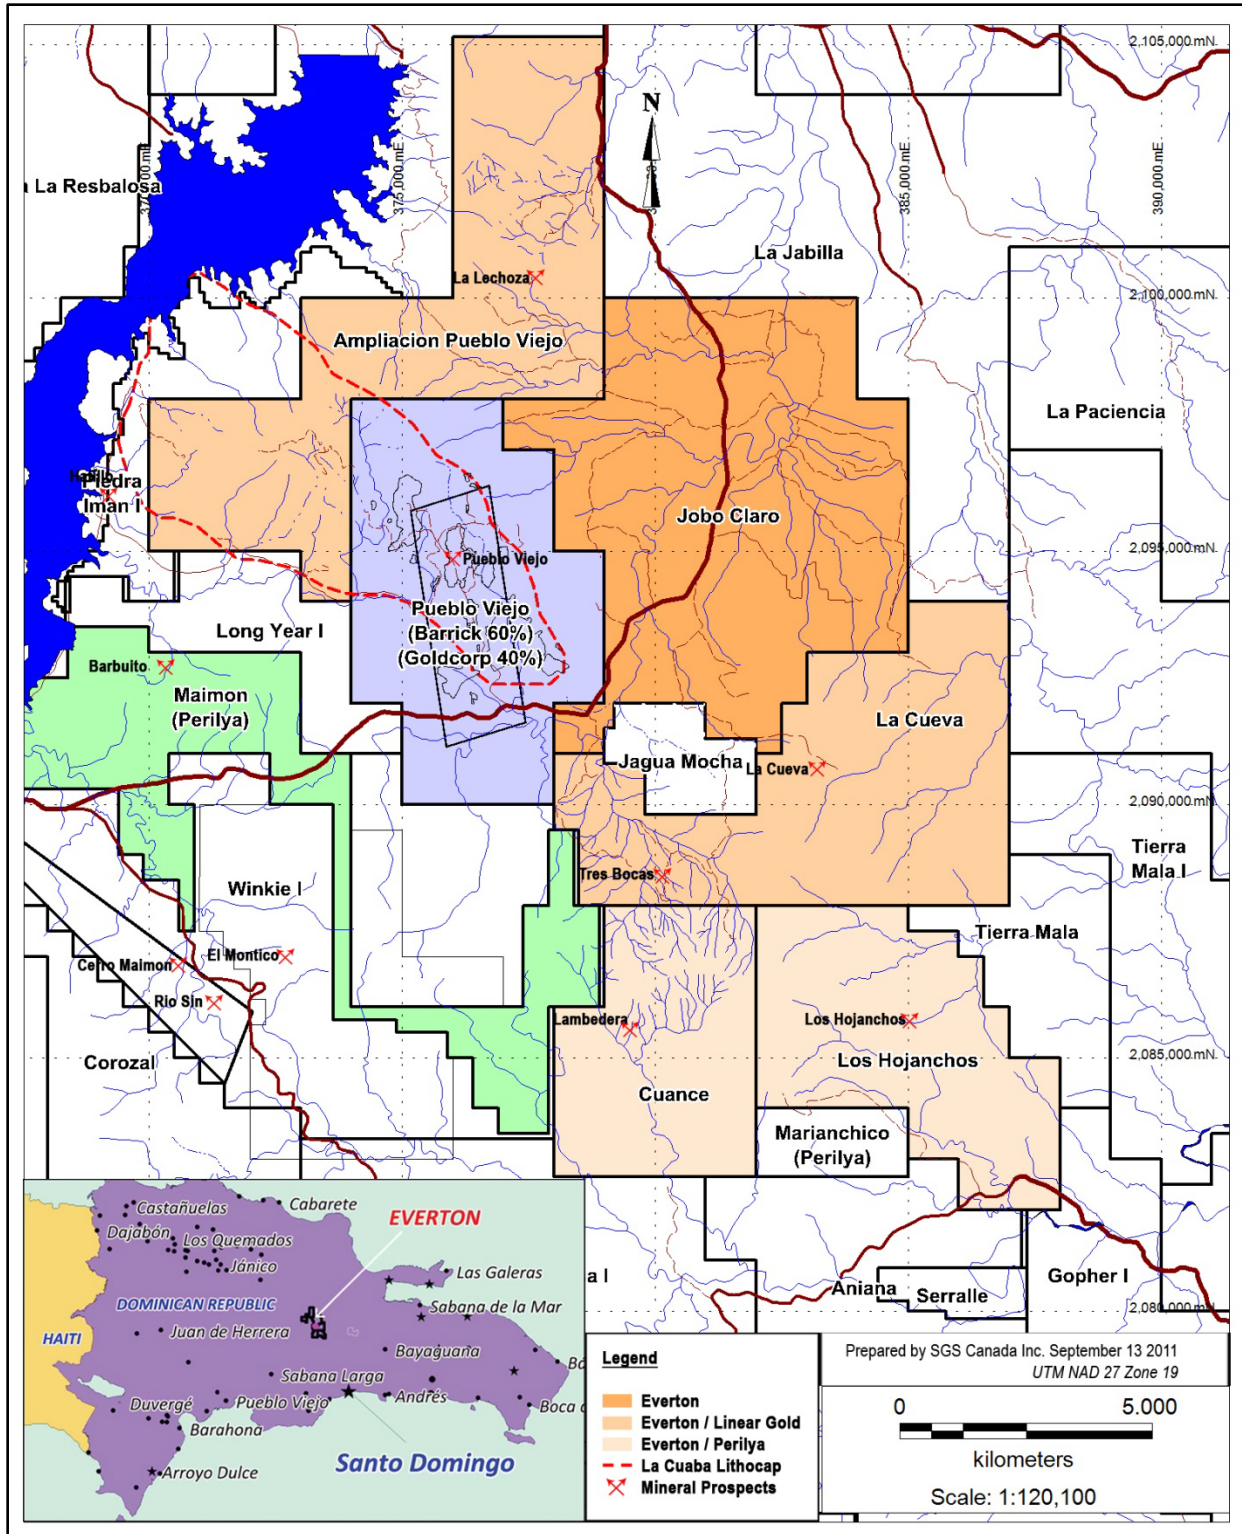 2,105,000 mN.
N
370,000 mE
375,000 mE
385,000 mE
390,000 mE
a La Resbalosa
La Jabilla
La Lechoza
2,100,000 mN.
Ampliacion Pueblo Viejo
La Paciencia
Piedra
Iman I
Jobo Claro
Pueblo Viejo
2,095,000 mN.
Pueblo Viejo
(Barrick 60%)
(Goldcorp 40%)
Long Year I
Barbuito
Maimon
(Perilya)
La Cueva
Jagua Mocha
La Cueva
2,090,000 mN.
Tierra
Mala I
Tres Bocas
Winkie I
Tierra Mala
El Montico
Cerro Maimon
Rio Sin
Lambedera
Los Hojanchos
2,085,000 mN.
Corozal
Los Hojanchos
Cuance
Marianchico
(Perilya)
a I
Aniana
Serralle
Gopher I
2,080,000 mN.
Castañuelas
Cabarete
EVERTON
Dajabón
Los Quemados
Jánico
Las Galeras
DOMINICAN REPUBLIC
Sabana de la Mar
HAITI
Juan de Herrera
Bayaguana
Sabana Larga
Duvergé
Pueblo Viejo
Andrés
Boca
Barahona
Arroyo Dulce
Santo Domingo
Legend
Everton
Everton / Linear Gold
Everton / Perilya
La Cuaba Lithocap
Mineral Prospects
Prepared by SGS Canada Inc. September 13 2011
UTM NAD 27 Zone 19
0 5.000
kilometers
Scale: 1:120,100